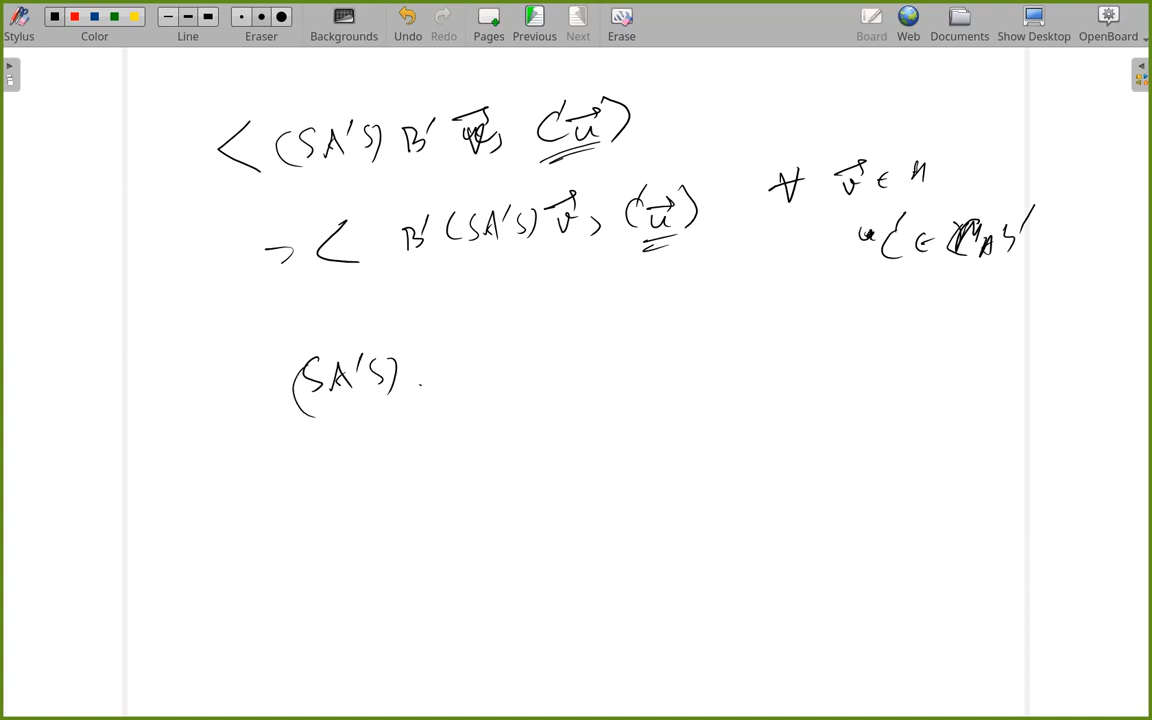 Stylus Color Line Eraser Backgrounds Undo Redo Pages Previous Next Erase Board Web Documents Show Desktop OpenBoard
< (SA'S) B' v⃗, C'u⃗ >
∀ v⃗ ∈ H
= < B' (SA'S) v⃗, C'u⃗ >
∈
(SA'S) .